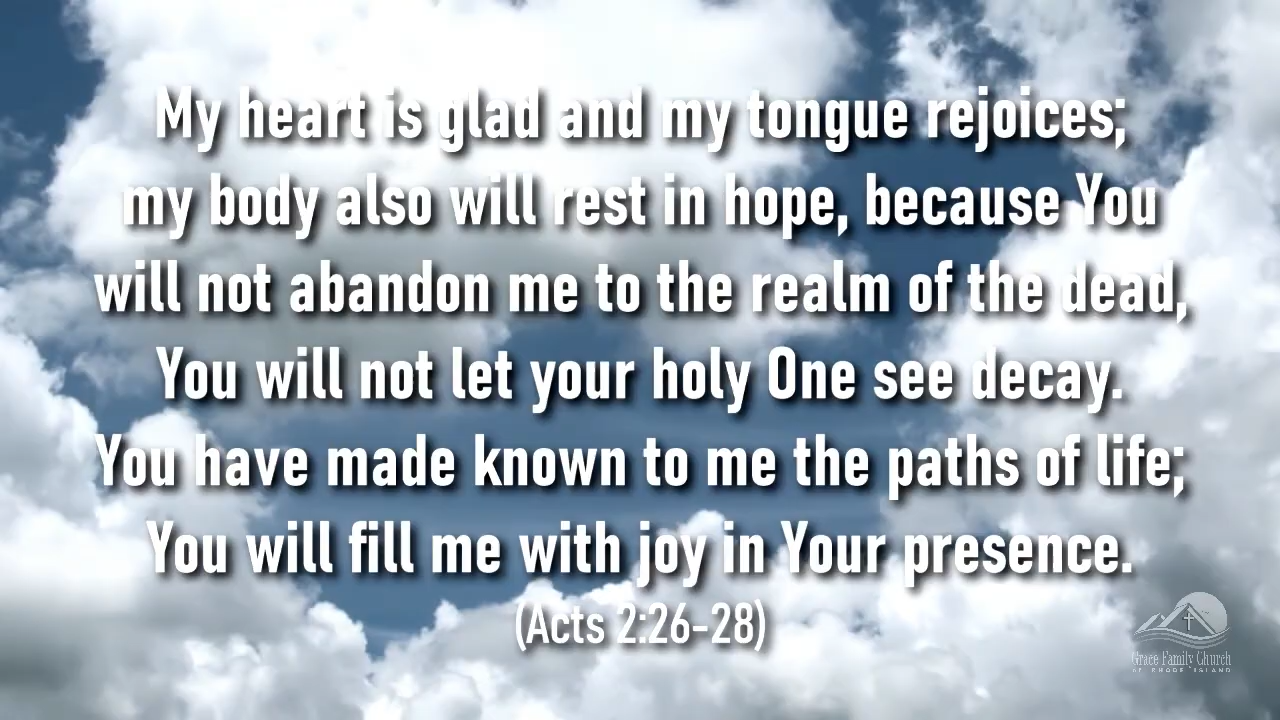 My heart is glad and my tongue rejoices;
my body also will rest in hope, because You
will not abandon me to the realm of the dead,
You will not let your holy One see decay.
You have made known to me the paths of life;
You will fill me with joy in Your presence.
(Acts 2:26-28)
Grace Family Church
OF RHODE ISLAND